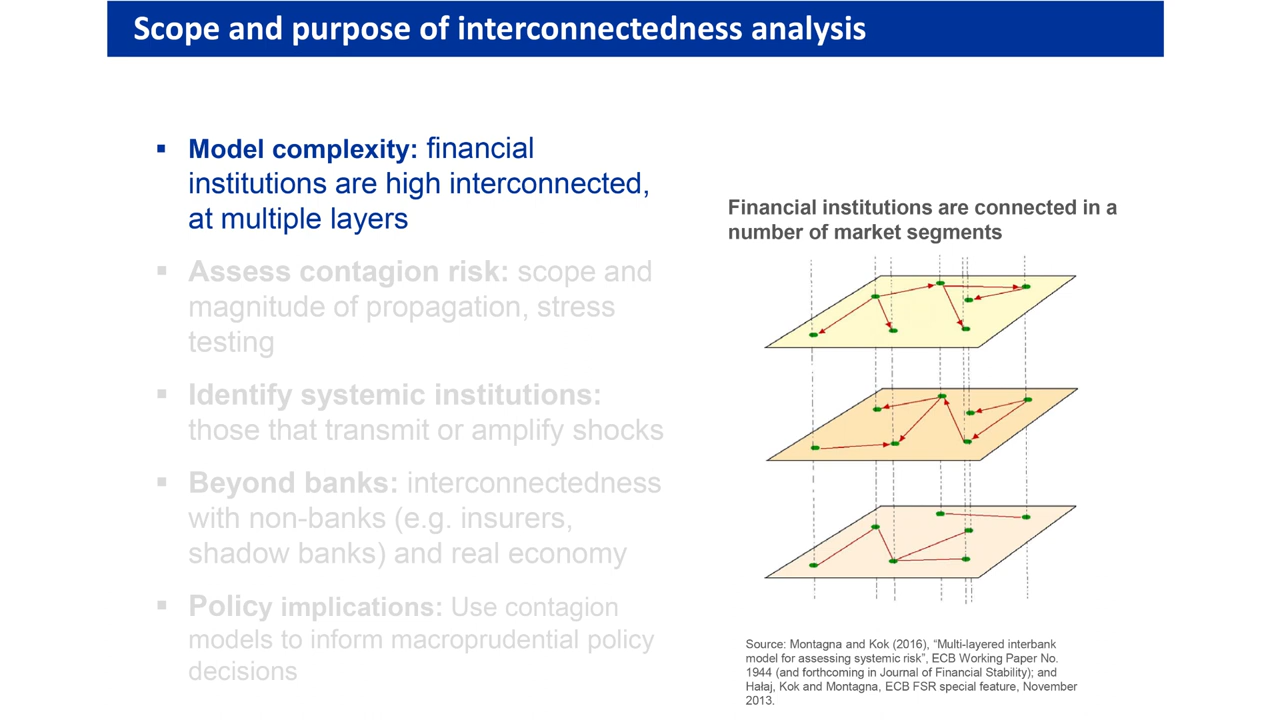 Scope and purpose of interconnectedness analysis
▪ Model complexity: financial
institutions are high interconnected,
at multiple layers
▪ Assess contagion risk: scope and
magnitude of propagation, stress
testing
▪ Identify systemic institutions:
those that transmit or amplify shocks
▪ Beyond banks: interconnectedness
with non-banks (e.g. insurers,
shadow banks) and real economy
▪ Policy implications: Use contagion
models to inform macroprudential policy
decisions
Financial institutions are connected in a
number of market segments
Source: Montagna and Kok (2016), “Multi-layered interbank
model for assessing systemic risk”, ECB Working Paper No.
1944 (and forthcoming in Journal of Financial Stability); and
Hałaj, Kok and Montagna, ECB FSR special feature, November
2013.